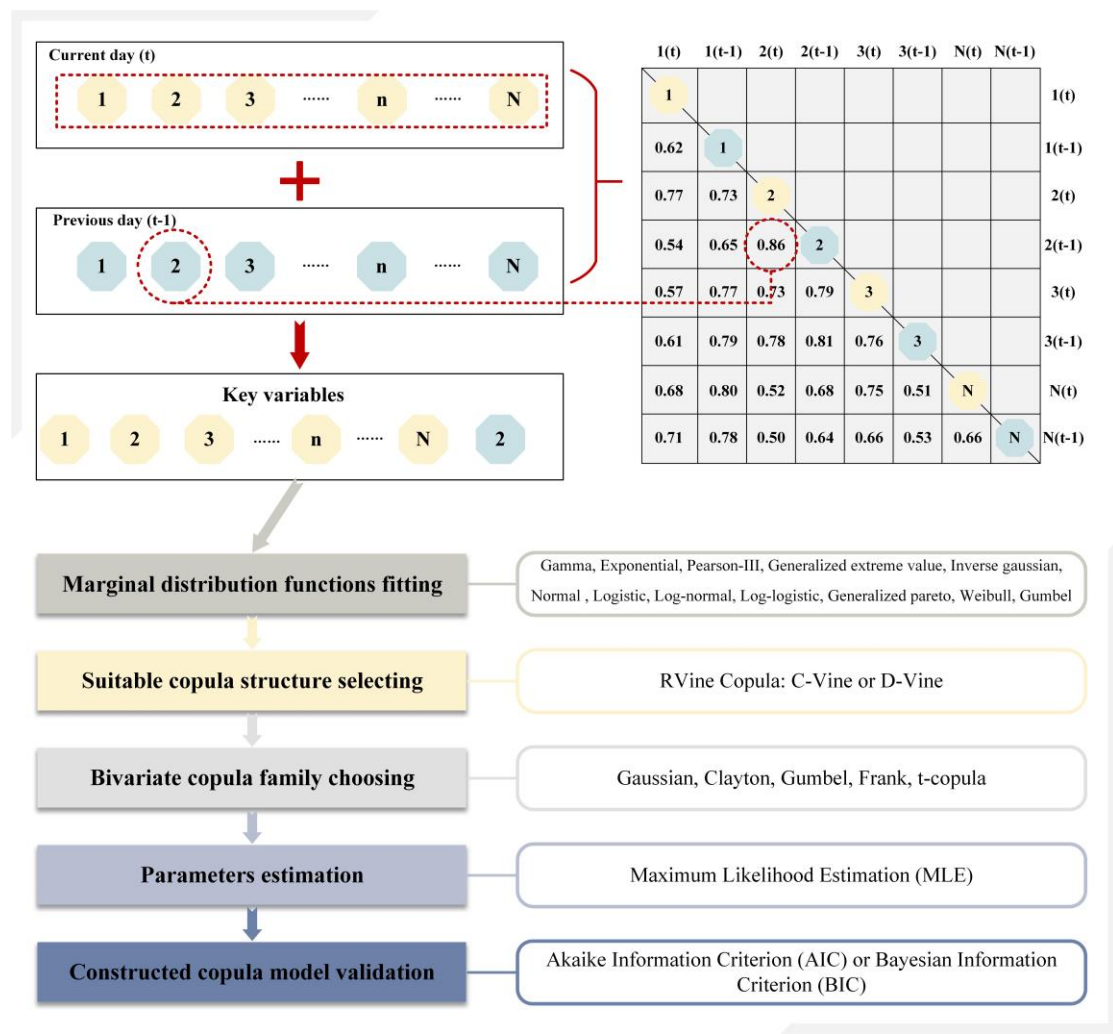 Current day (t)
1 2 3 ...... n ...... N
Previous day (t-1)
1 2 3 ...... n ...... N
Key variables
1 2 3 ...... n ...... N 2
1(t) 1(t-1) 2(t) 2(t-1) 3(t) 3(t-1) N(t) N(t-1)
1 1(t)
0.62 1 1(t-1)
0.77 0.73 2 2(t)
0.54 0.65 0.86 2 2(t-1)
0.57 0.77 0.73 0.79 3 3(t)
0.61 0.79 0.78 0.81 0.76 3 3(t-1)
0.68 0.80 0.52 0.68 0.75 0.51 N N(t)
0.71 0.78 0.50 0.64 0.66 0.53 0.66 N N(t-1)
Marginal distribution functions fitting
Gamma, Exponential, Pearson-III, Generalized extreme value, Inverse gaussian,
Normal , Logistic, Log-normal, Log-logistic, Generalized pareto, Weibull, Gumbel
Suitable copula structure selecting
RVine Copula: C-Vine or D-Vine
Bivariate copula family choosing
Gaussian, Clayton, Gumbel, Frank, t-copula
Parameters estimation
Maximum Likelihood Estimation (MLE)
Constructed copula model validation
Akaike Information Criterion (AIC) or Bayesian Information
Criterion (BIC)